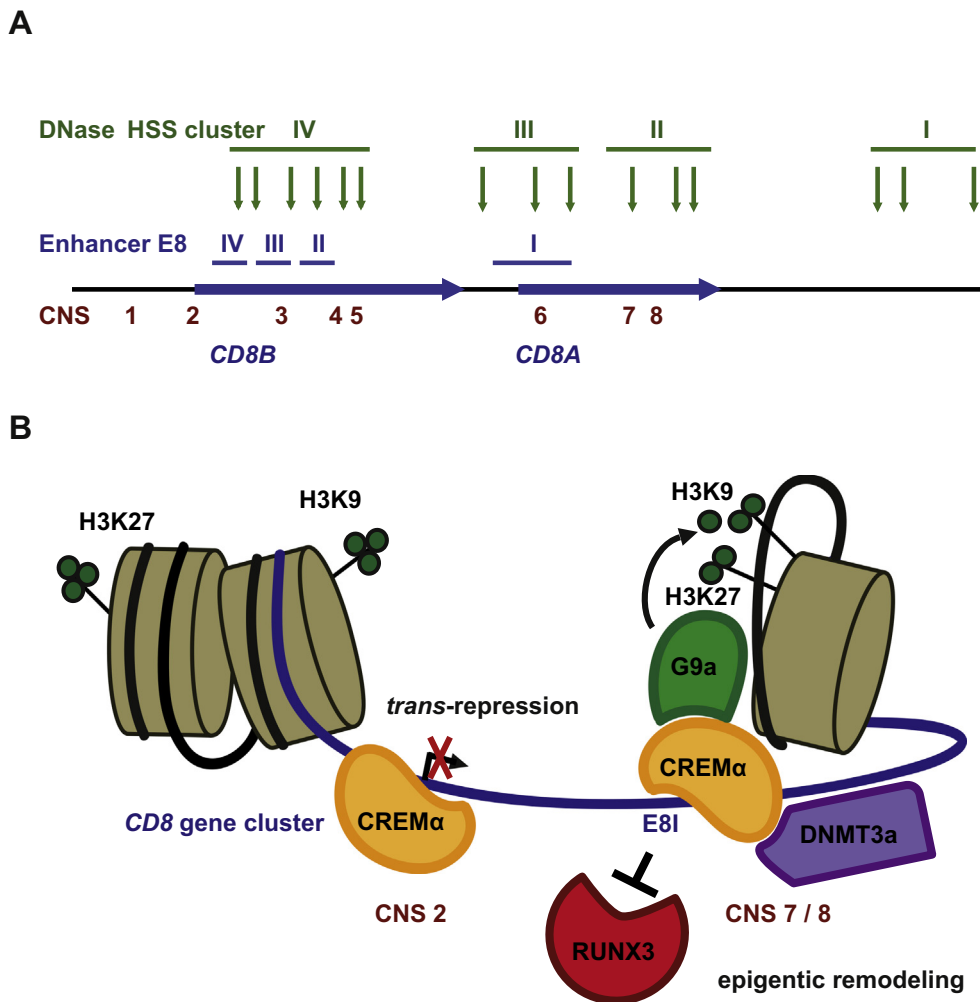 A
DNase HSS cluster IV III II I
Enhancer E8 IV III II I
CNS 1 2 3 4 5 6 7 8
CD8B CD8A
B
H3K27 H3K9 H3K9
H3K27
G9a
trans-repression
CREMα
CD8 gene cluster CREMα E8I DNMT3a
CNS 2 CNS 7 / 8
RUNX3
epigentic remodeling